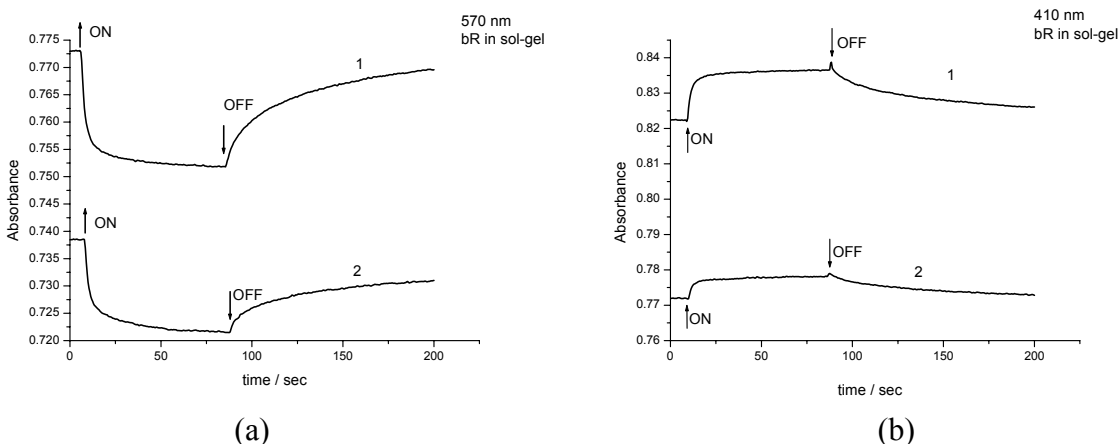 570 nm
bR in sol-gel
ON
0.775
0.770
0.765
0.760
0.755
0.750
0.745
0.740
0.735
0.730
0.725
0.720
Absorbance
1
OFF
ON
2
OFF
0 50 100 150 200
time / sec
(a)
410 nm
bR in sol-gel
0.84
0.83
0.82
0.81
0.80
0.79
0.78
0.77
0.76
Absorbance
OFF
1
ON
OFF
2
ON
0 50 100 150 200
time / sec
(b)